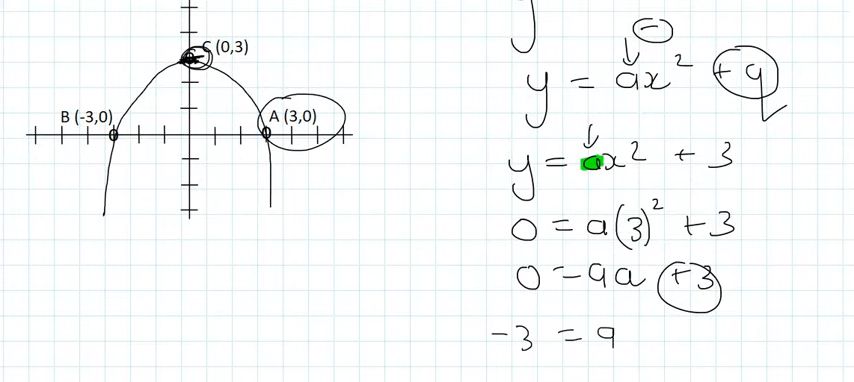 C (0,3)
B (-3,0)
A (3,0)
y = ax² + q
y = ax² + 3
0 = a(3)² + 3
0 = 9a + 3
-3 = 9